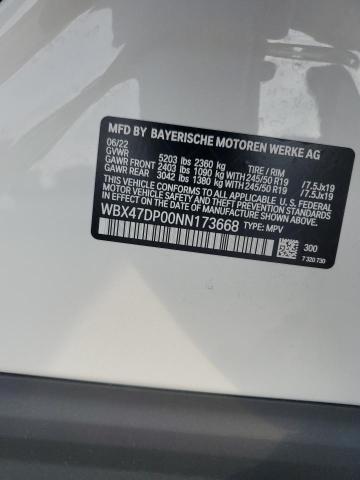 MFD BY BAYERISCHE MOTOREN WERKE AG
06/22
GVWR 5203 lbs 2360 kg TIRE / RIM
GAWR FRONT 2403 lbs 1090 kg WITH 245/50 R19 /7.5Jx19
GAWR REAR 3042 lbs 1380 kg WITH 245/50 R19 /7.5Jx19
THIS VEHICLE CONFORMS TO ALL APPLICABLE
FEDERAL MOTOR VEHICLE SAFETY, BUMPER, AND
THEFT PREVENTION STANDARDS IN EFFECT ON
THE DATE OF MANUFACTURE SHOWN ABOVE.
WBX47DP00NN173668 TYPE: MPV
300
7 320 730